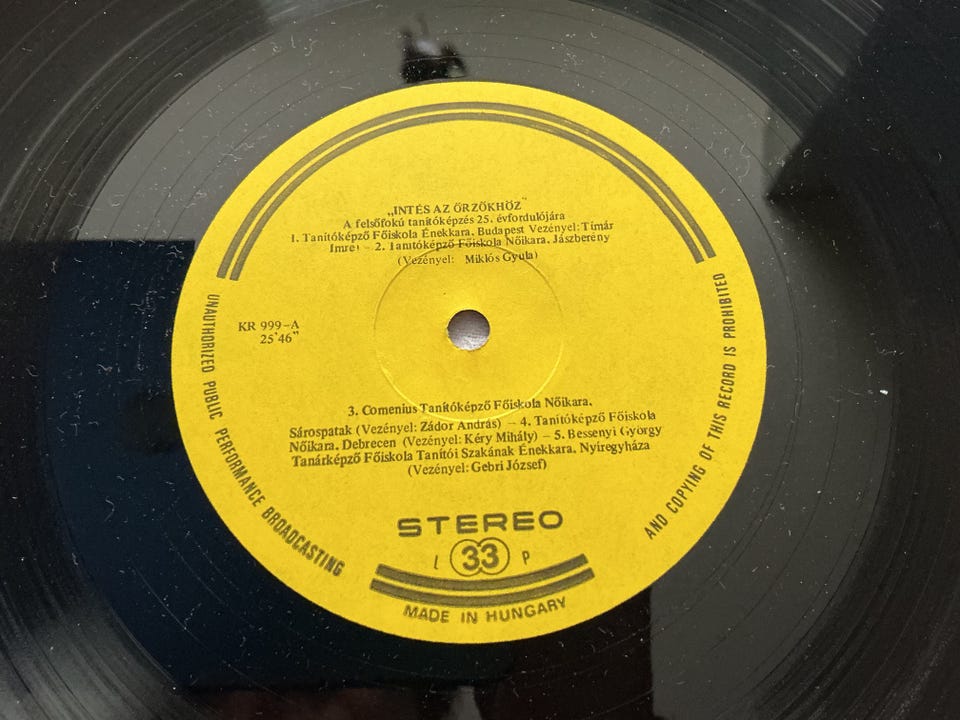 „INTÉS AZ ŐRZŐKHÖZ"
A felsőfokú tanítóképzés 25. évfordulójára
1. Tanítóképző Főiskola Énekkara, Budapest Vezényel: Tímár
Imre) – 2. Tanítóképző Főiskola Nőikara, Jászberény
(Vezényel: Miklós Gyula)
KR 999–A
25'46"
3. Comenius Tanítóképző Főiskola Nőikara,
Sárospatak (Vezényel: Zádor András) – 4. Tanítóképző Főiskola
Nőikara, Debrecen (Vezényel: Kéry Mihály) – 5. Bessenyi György
Tanárképző Főiskola Tanítói Szakának Énekkara, Nyíregyháza
(Vezényel: Gebri József)
STEREO
L 33 P
MADE IN HUNGARY
UNAUTHORIZED PUBLIC PERFORMANCE BROADCASTING
AND COPYING OF THIS RECORD IS PROHIBITED